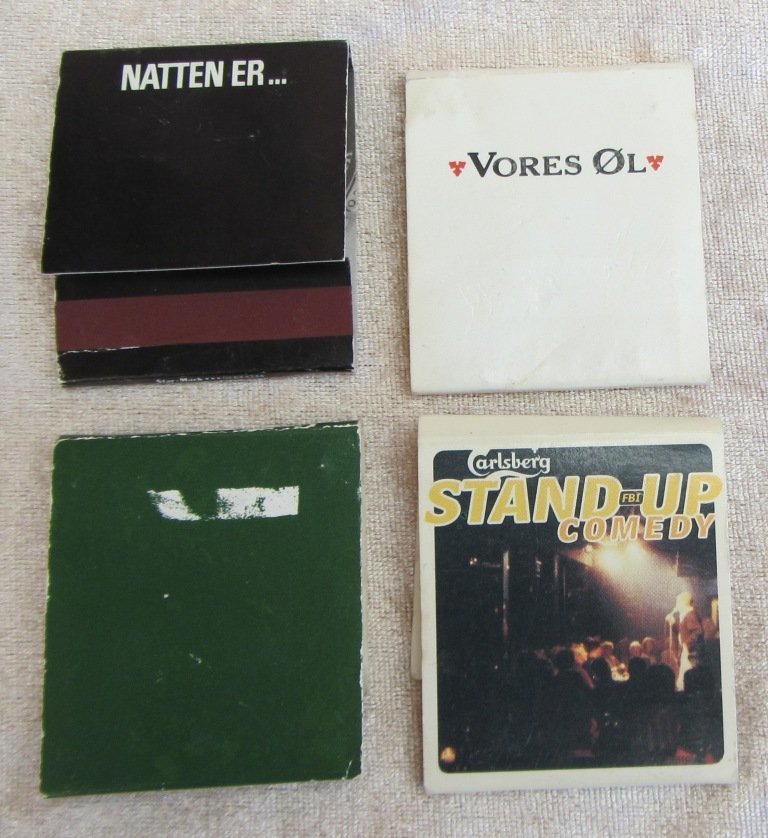 NATTEN ER...
VORES ØL
Carlsberg
STAND-UP
FBI
COMEDY